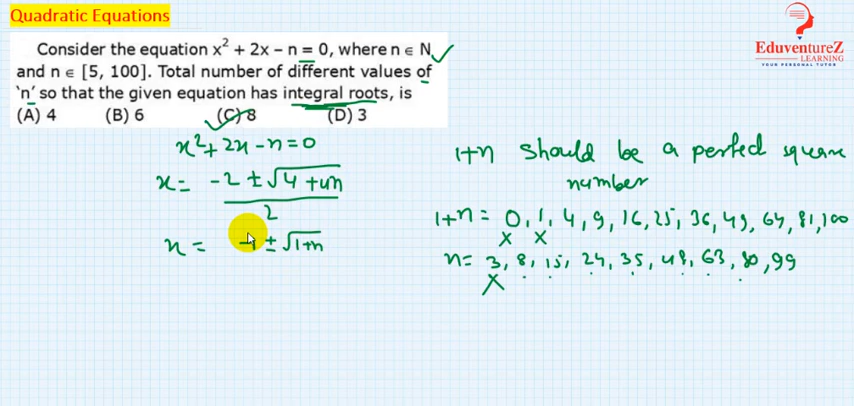 Quadratic Equations
Consider the equation x² + 2x – n = 0, where n ∈ N
and n ∈ [5, 100]. Total number of different values of
'n' so that the given equation has integral roots, is
(A) 4 (B) 6 (C) 8 (D) 3
EduventureZ
LEARNING
YOUR PERSONAL TUTOR
x²+2x-n=0
x = -2 ± √4+4n
2
x = -1 ± √1+n
1+n should be a perfect square
number
1+n = 0, 1, 4, 9, 16, 25, 36, 49, 64, 81, 100
x x
n= 3, 8, 15, 24, 35, 48, 63, 80, 99
x